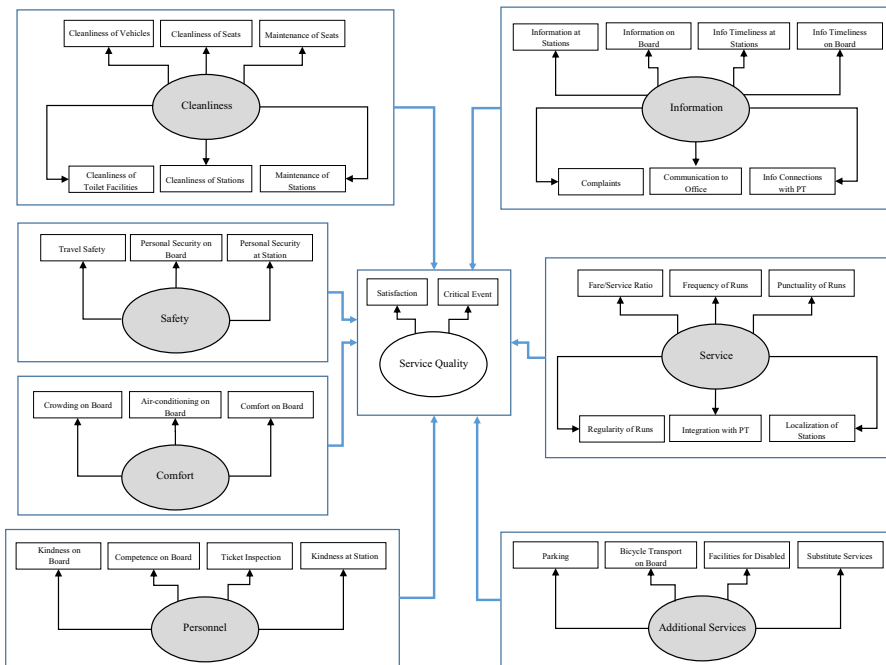 Cleanliness of Vehicles
Cleanliness of Seats
Maintenance of Seats
Cleanliness
Cleanliness of
Toilet Facilities
Cleanliness of Stations
Maintenance of
Stations
Information at
Stations
Information on
Board
Info Timeliness at
Stations
Info Timeliness
on Board
Information
Complaints
Communication to
Office
Info Connections
with PT
Travel Safety
Personal Security on
Board
Personal Security
at Station
Safety
Satisfaction
Critical Event
Service Quality
Fare/Service Ratio
Frequency of Runs
Punctuality of Runs
Service
Regularity of Runs
Integration with PT
Localization of
Stations
Crowding on Board
Air-conditioning on
Board
Comfort on Board
Comfort
Kindness on
Board
Competence on Board
Ticket Inspection
Kindness at Station
Personnel
Parking
Bicycle Transport
on Board
Facilities for Disabled
Substitute Services
Additional Services